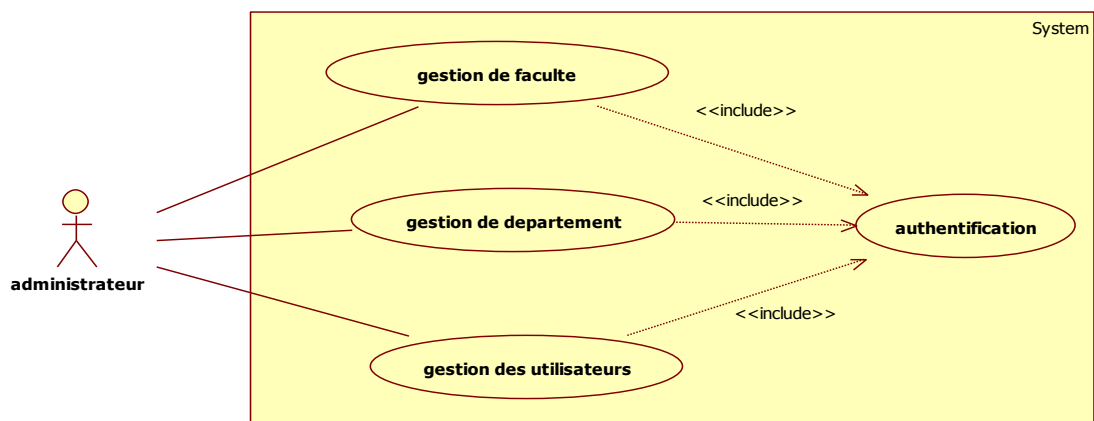 System
gestion de faculte
<<include>>
<<include>>
gestion de departement
authentification
administrateur
<<include>>
gestion des utilisateurs